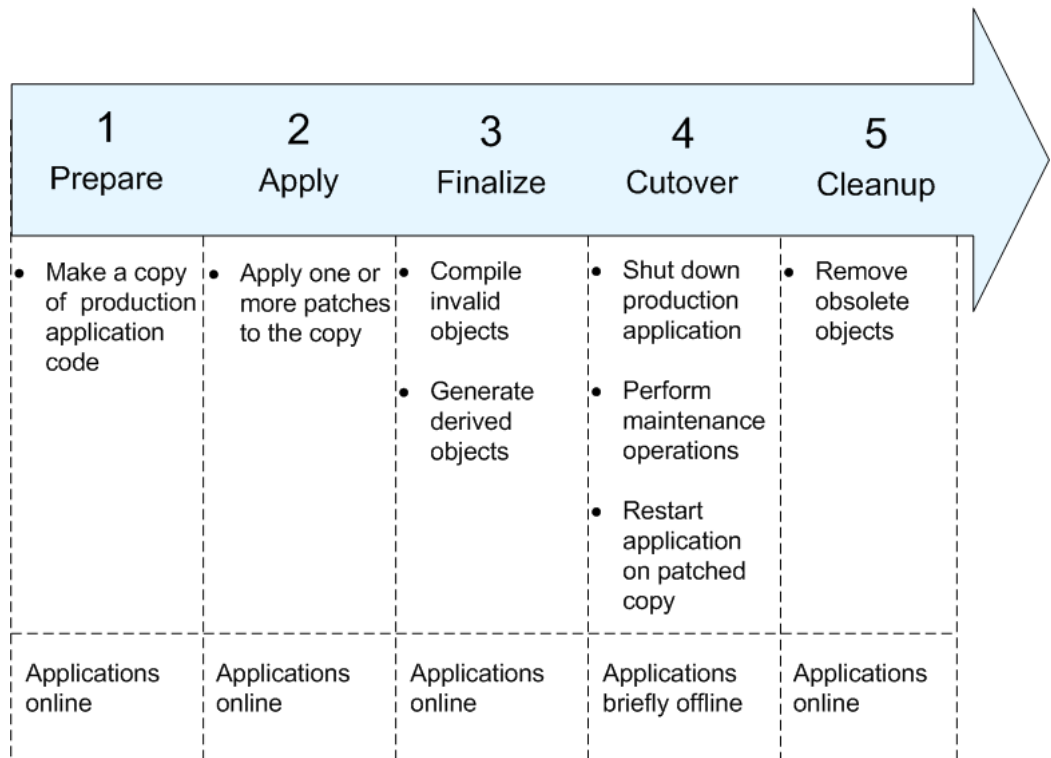 1
Prepare
2
Apply
3
Finalize
4
Cutover
5
Cleanup
• Make a copy
of production
application
code
• Apply one or
more patches
to the copy
• Compile
invalid
objects
• Generate
derived
objects
• Shut down
production
application
• Perform
maintenance
operations
• Restart
application
on patched
copy
• Remove
obsolete
objects
Applications
online
Applications
online
Applications
online
Applications
briefly offline
Applications
online